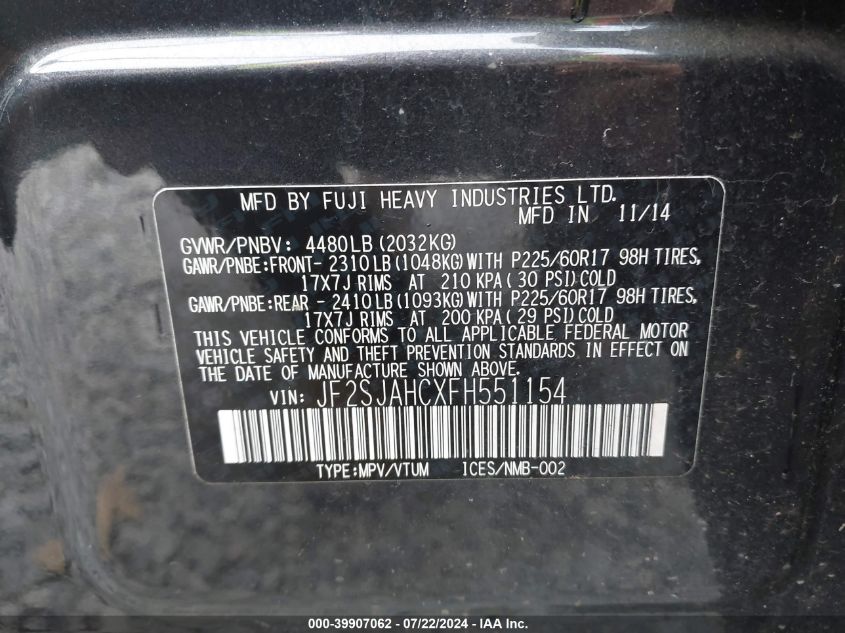 MFD BY FUJI HEAVY INDUSTRIES LTD.
MFD IN 11/14
GVWR/PNBV: 4480LB(2032KG)
GAWR/PNBE:FRONT- 2310LB(1048KG)WITH P225/60R17 98H TIRES,
17X7J RIMS AT 210 KPA( 30 PSI)COLD
GAWR/PNBE:REAR - 2410LB(1093KG)WITH P225/60R17 98H TIRES,
17X7J RIMS AT 200 KPA( 29 PSI)COLD
THIS VEHICLE CONFORMS TO ALL APPLICABLE FEDERAL MOTOR
VEHICLE SAFETY AND THEFT PREVENTION STANDARDS IN EFFECT ON
THE DATE OF MANUFACTURE SHOWN ABOVE.
VIN: JF2SJAHCXFH551154
TYPE:MPV/VTUM ICES/NMB-002
000-39907062 - 07/22/2024 - IAA Inc.